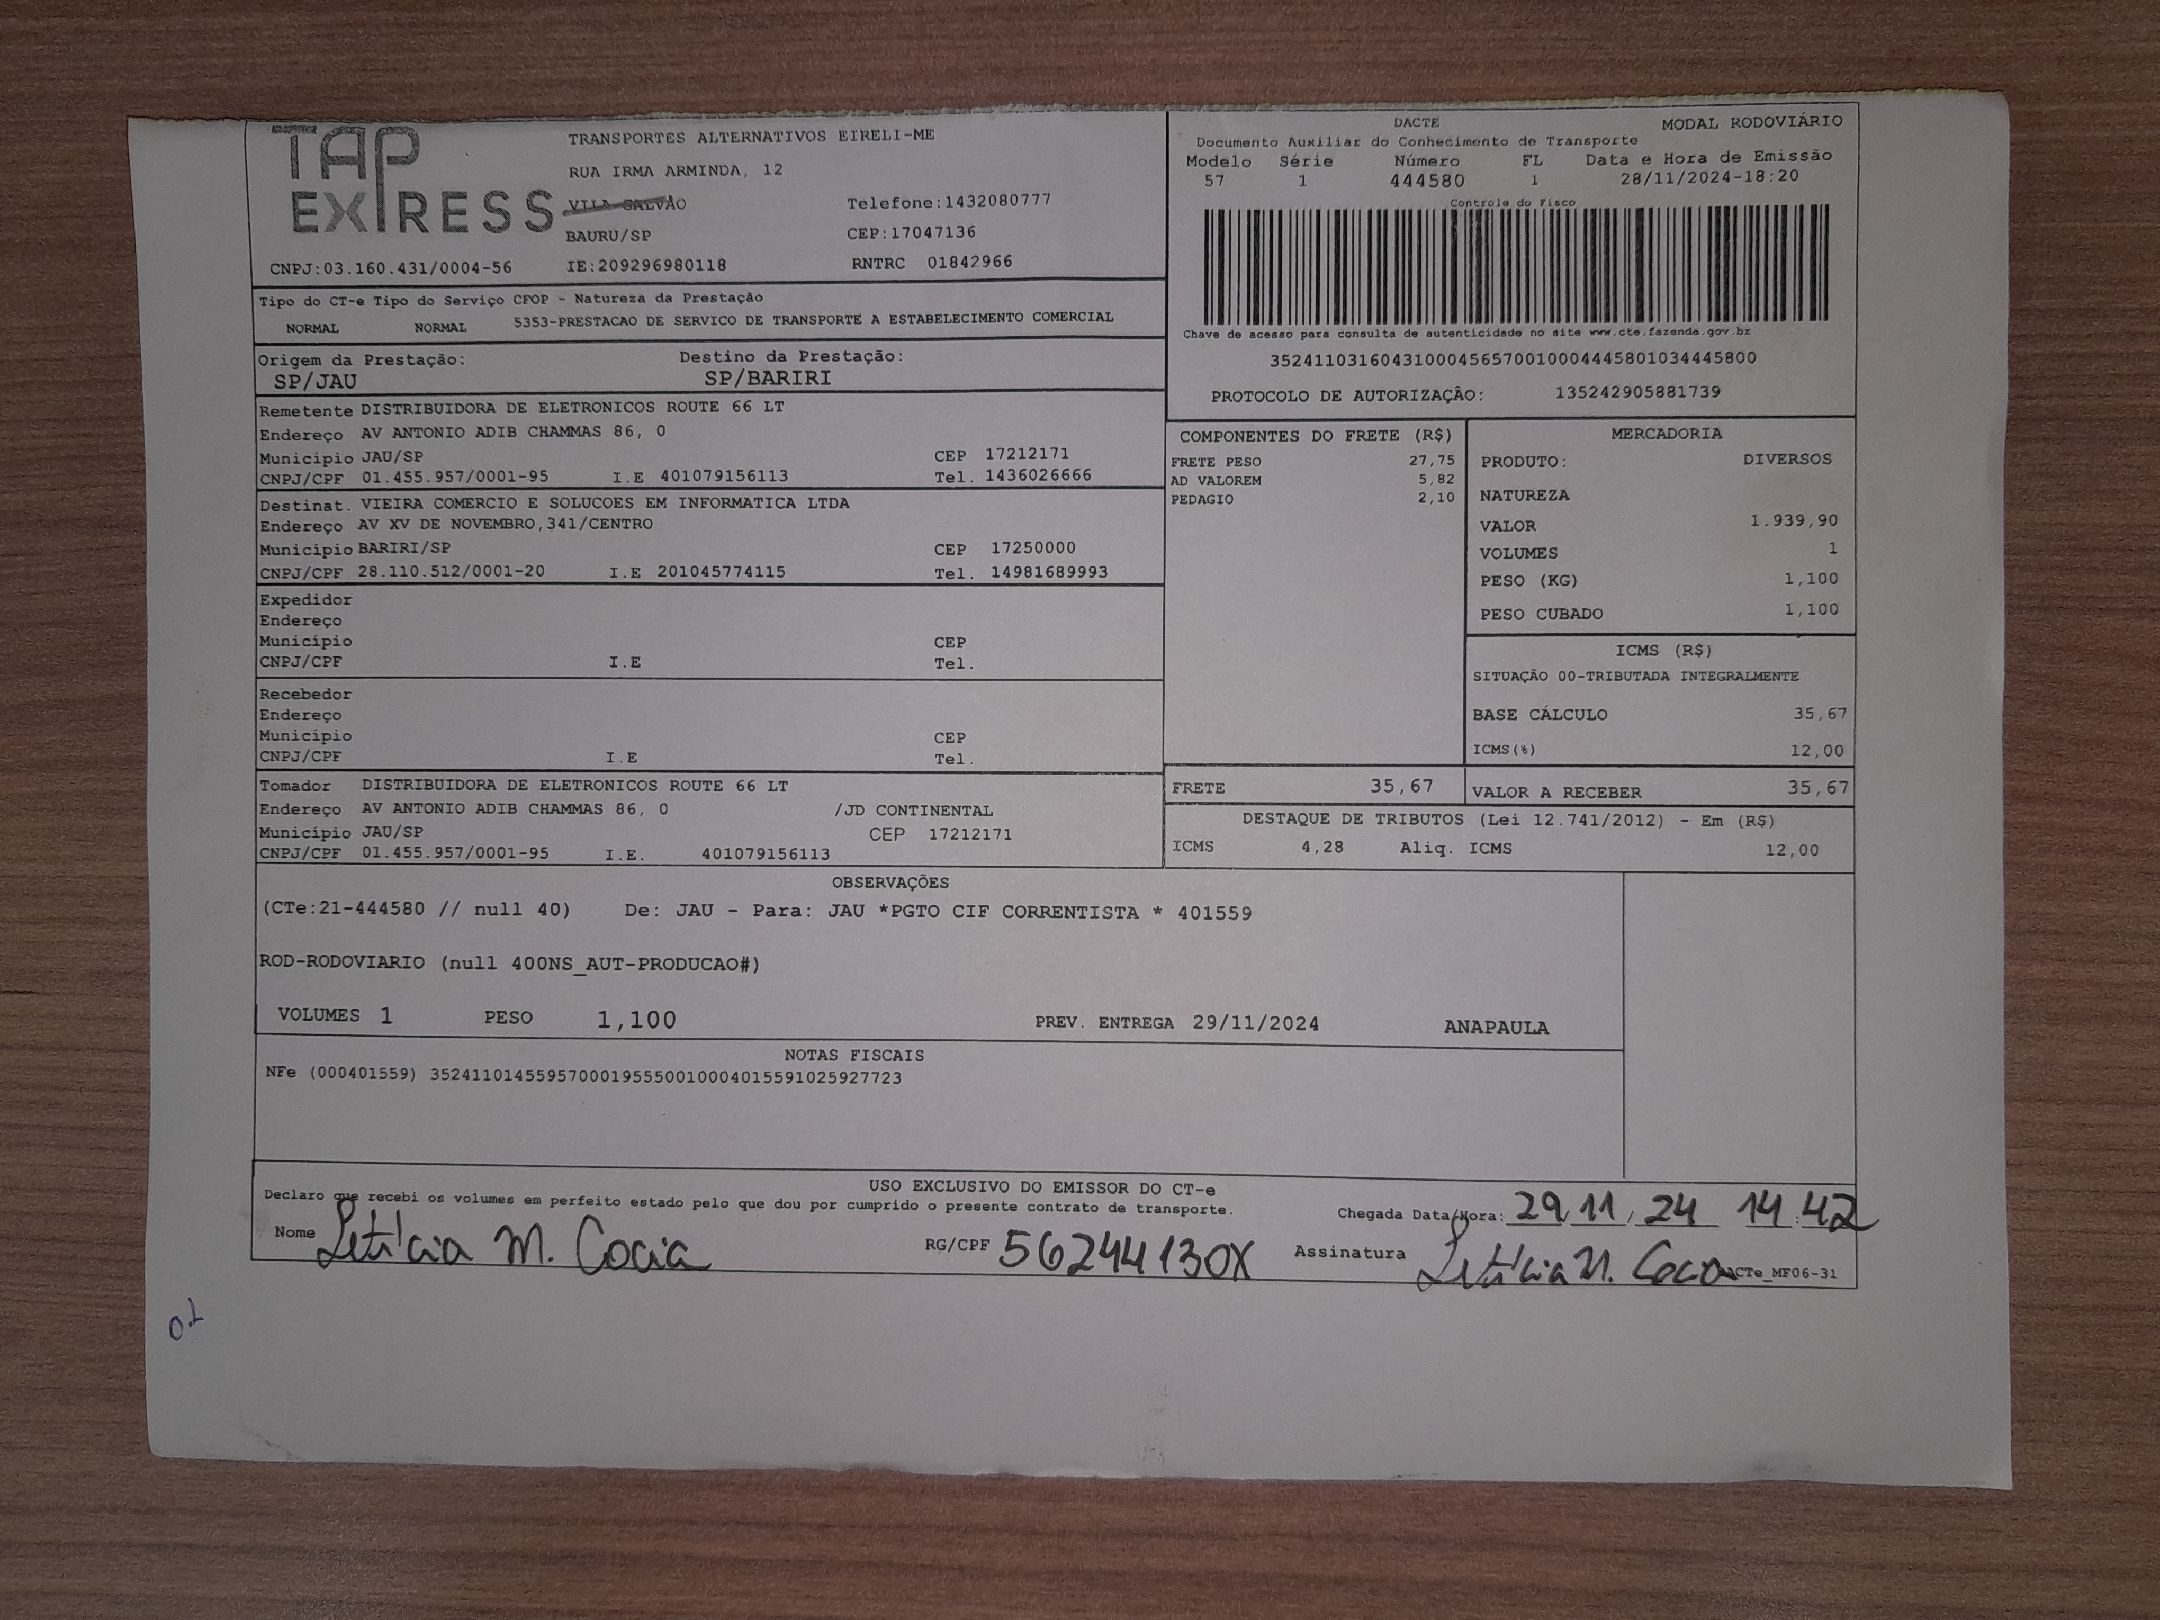 TAP EXPRESS
TRANSPORTES ALTERNATIVOS EIRELI-ME
RUA IRMA ARMINDA, 12
VILA GALVÃO
Telefone:1432080777
BAURU/SP
CEP:17047136
CNPJ:03.160.431/0004-56
IE:209296980118
RNTRC 01842966
DACTE
MODAL RODOVIÁRIO
Documento Auxiliar do Conhecimento de Transporte
Modelo Série Número FL Data e Hora de Emissão
57 1 444580 1 28/11/2024-18:20
Controle do Fisco
Chave de acesso para consulta de autenticidade no site www.cte.fazenda.gov.bz
35241103160431000456570010004445801034445800
PROTOCOLO DE AUTORIZAÇÂO: 135242905881739
Tipo do CT-e Tipo do Serviço CFOP - Natureza da Prestação
NORMAL NORMAL 5353-PRESTACAO DE SERVICO DE TRANSPORTE A ESTABELECIMENTO COMERCIAL
Origem da Prestação: Destino da Prestação:
SP/JAU SP/BARIRI
Remetente DISTRIBUIDORA DE ELETRONICOS ROUTE 66 LT
Endereço AV ANTONIO ADIB CHAMMAS 86, 0
Município JAU/SP CEP 17212171
CNPJ/CPF 01.455.957/0001-95 I.E 401079156113 Tel. 1436026666
Destinat. VIEIRA COMERCIO E SOLUCOES EM INFORMATICA LTDA
Endereço AV XV DE NOVEMBRO,341/CENTRO
Município BARIRI/SP CEP 17250000
CNPJ/CPF 28.110.512/0001-20 I.E 201045774115 Tel. 14981689993
Expedidor
Endereço
Município CEP
CNPJ/CPF I.E Tel.
Recebedor
Endereço
Município CEP
CNPJ/CPF I.E Tel.
Tomador DISTRIBUIDORA DE ELETRONICOS ROUTE 66 LT
Endereço AV ANTONIO ADIB CHAMMAS 86, 0 /JD CONTINENTAL
Município JAU/SP CEP 17212171
CNPJ/CPF 01.455.957/0001-95 I.E. 401079156113
COMPONENTES DO FRETE (R$)
FRETE PESO 27,75
AD VALOREM 5,82
PEDAGIO 2,10
MERCADORIA
PRODUTO: DIVERSOS
NATUREZA
VALOR 1.939,90
VOLUMES 1
PESO (KG) 1,100
PESO CUBADO 1,100
ICMS (R$)
SITUAÇÃO 00-TRIBUTADA INTEGRALMENTE
BASE CÁLCULO 35,67
ICMS(%) 12,00
FRETE 35,67 VALOR A RECEBER 35,67
DESTAQUE DE TRIBUTOS (Lei 12.741/2012) - Em (R$)
ICMS 4,28 Aliq. ICMS 12,00
OBSERVAÇÕES
(CTe:21-444580 // null 40) De: JAU - Para: JAU *PGTO CIF CORRENTISTA * 401559
ROD-RODOVIARIO (null 400NS_AUT-PRODUCAO#)
VOLUMES 1 PESO 1,100 PREV. ENTREGA 29/11/2024 ANAPAULA
NOTAS FISCAIS
NFe (000401559) 35241101455957000195550010004015591025927723
USO EXCLUSIVO DO EMISSOR DO CT-e
Declaro que recebi os volumes em perfeito estado pelo que dou por cumprido o presente contrato de transporte.
Chegada Data/Hora: 29,11,24 14:42
Nome Letícia M. Cocia RG/CPF 56244130X Assinatura Letícia M. Cocia
CTe_MF06-31